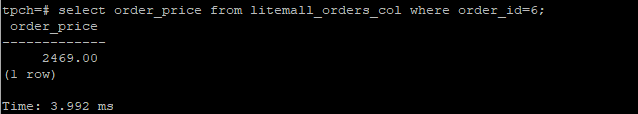 tpch=# select order_price from litemall_orders_col where order_id=6;
 order_price
-------------
     2469.00
(1 row)

Time: 3.992 ms